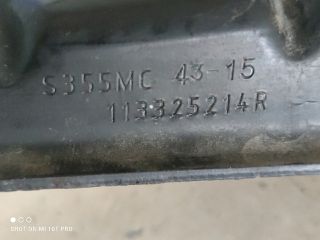 S355MC 43-15
113325214R
SHOT ON MI 10T PRO